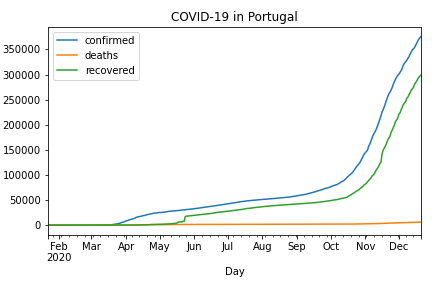 COVID-19 in Portugal
confirmed
deaths
recovered
350000
300000
250000
200000
150000
100000
50000
0
Feb Mar Apr May Jun Jul Aug Sep Oct Nov Dec
2020
Day